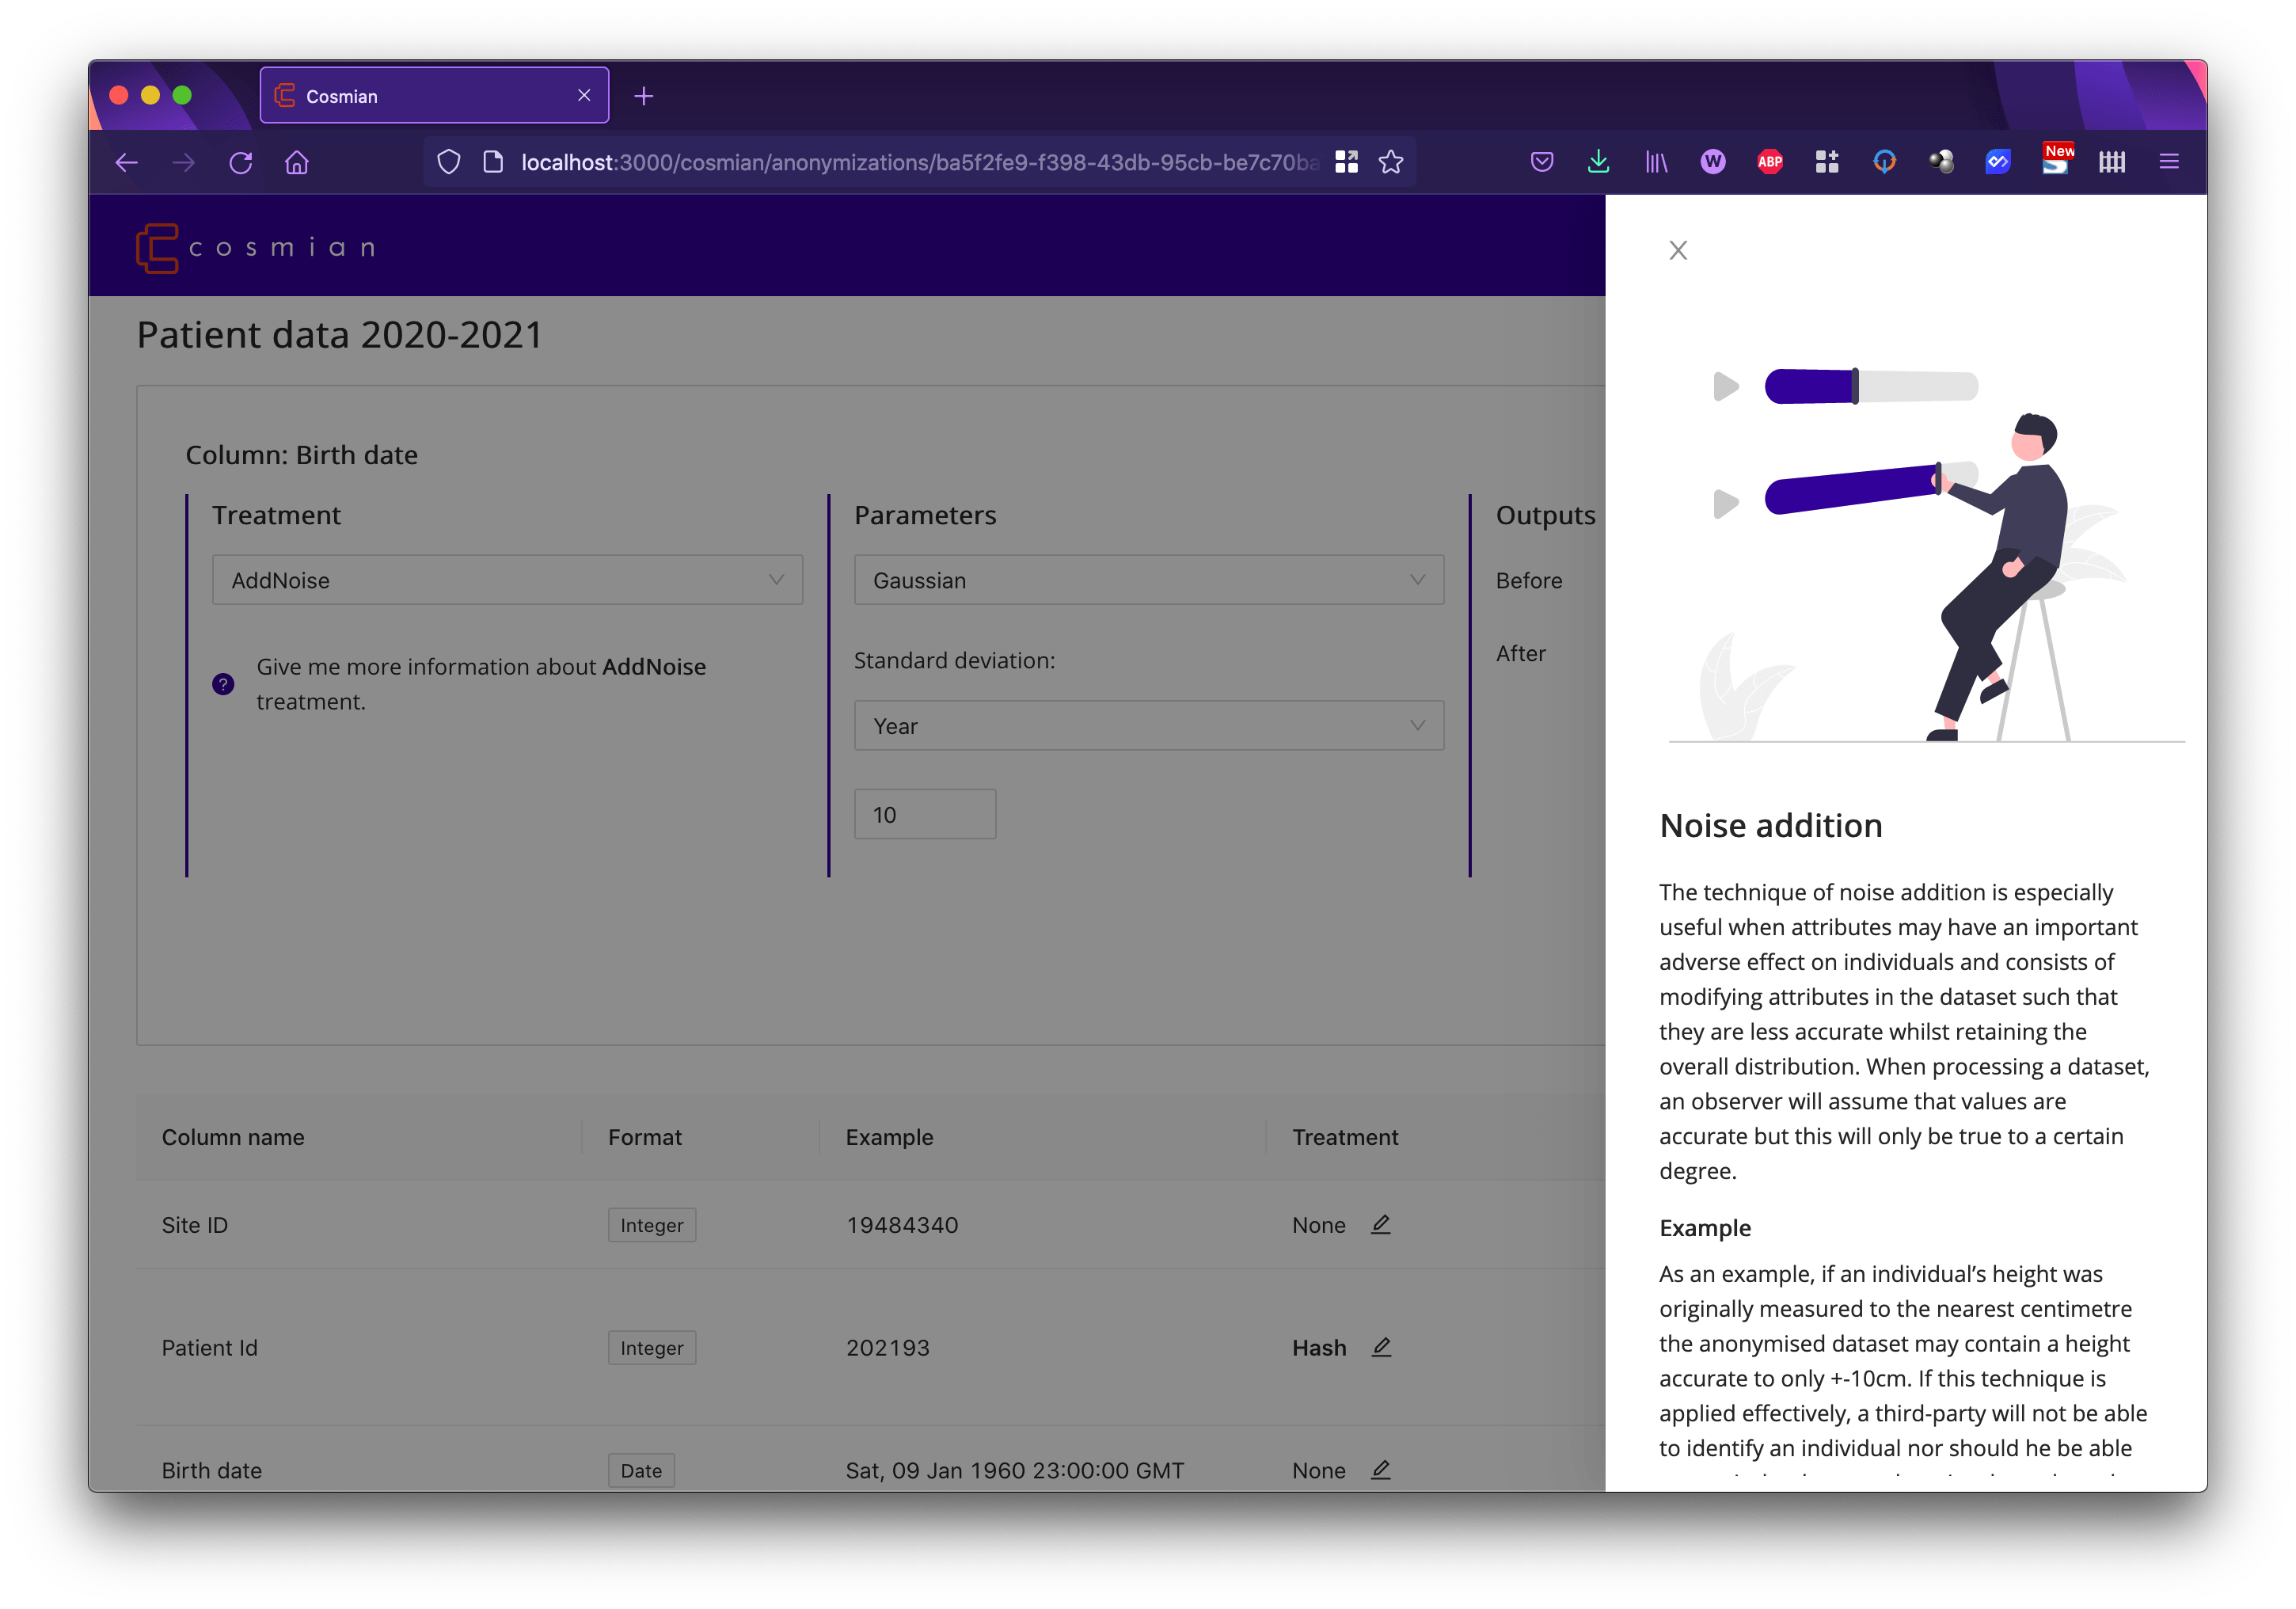 Cosmian
localhost:3000/cosmian/anonymizations/ba5f2fe9-f398-43db-95cb-be7c70ba
W
ABP
New
cosmian
Patient data 2020-2021
Column: Birth date
Treatment
AddNoise
? Give me more information about AddNoise
treatment.
Parameters
Gaussian
Standard deviation:
Year
10
Outputs
Before
After
Column name Format Example Treatment
Site ID Integer 19484340 None
Patient Id Integer 202193 Hash
Birth date Date Sat, 09 Jan 1960 23:00:00 GMT None
X
Noise addition
The technique of noise addition is especially
useful when attributes may have an important
adverse effect on individuals and consists of
modifying attributes in the dataset such that
they are less accurate whilst retaining the
overall distribution. When processing a dataset,
an observer will assume that values are
accurate but this will only be true to a certain
degree.
Example
As an example, if an individual’s height was
originally measured to the nearest centimetre
the anonymised dataset may contain a height
accurate to only +-10cm. If this technique is
applied effectively, a third-party will not be able
to identify an individual nor should he be able